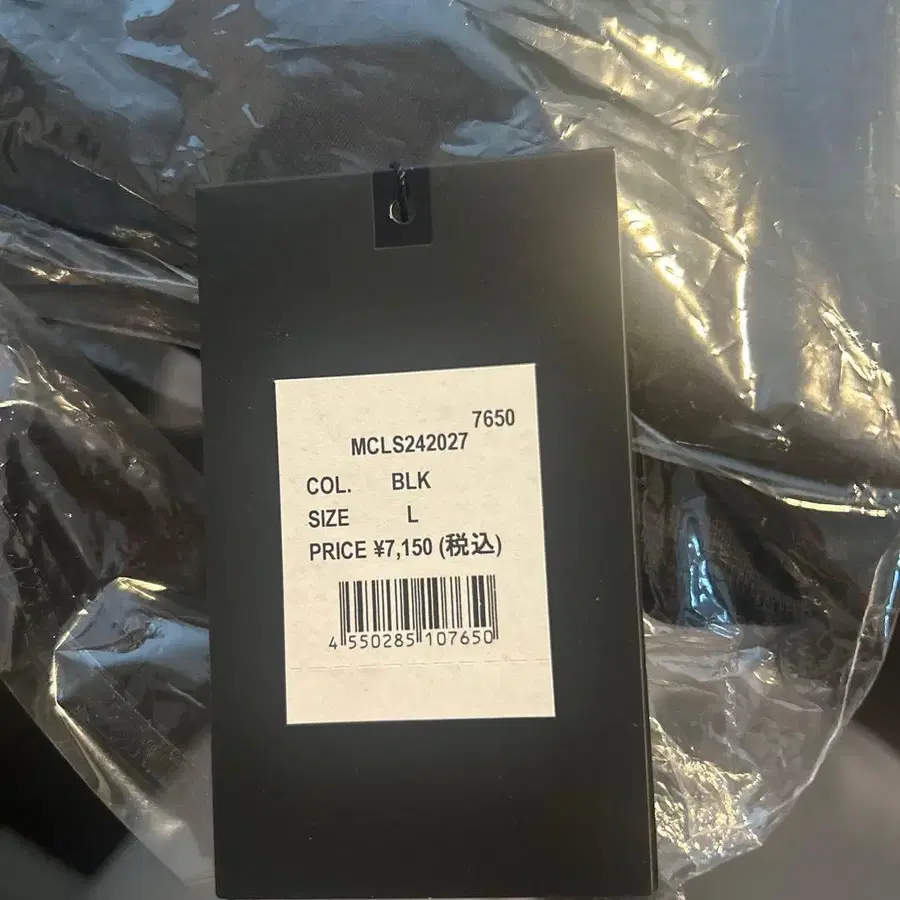 7650
MCLS242027
COL. BLK
SIZE L
PRICE ¥7,150 (税込)
4 550285 107650